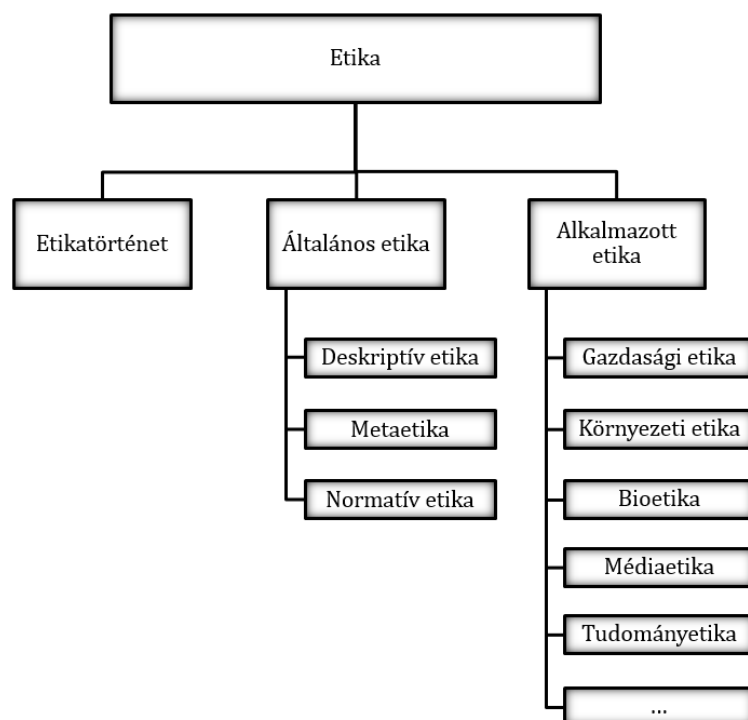 Etika
Etikatörténet
Általános etika
Alkalmazott
etika
Deskriptív etika
Metaetika
Normatív etika
Gazdasági etika
Környezeti etika
Bioetika
Médiaetika
Tudományetika
...